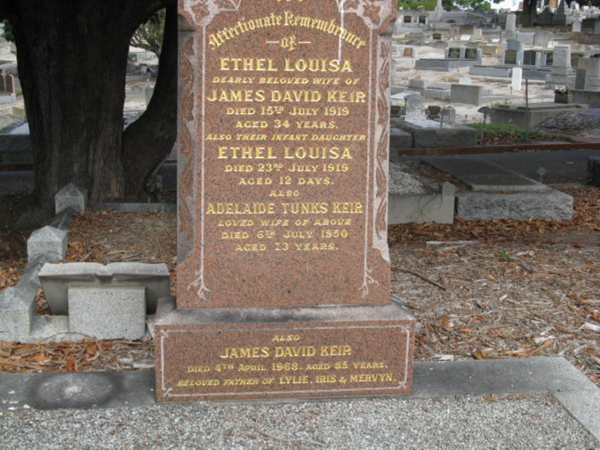 Affectionate Remembrance
— OF —
ETHEL LOUISA
DEARLY BELOVED WIFE OF
JAMES DAVID KEIR
DIED 15TH JULY 1919
AGED 34 YEARS.
ALSO THEIR INFANT DAUGHTER
ETHEL LOUISA
DIED 23RD JULY 1919
AGED 12 DAYS.
ALSO
ADELAIDE TUNKS KEIR
LOVED WIFE OF ABOVE
DIED 6TH JULY 1950
AGED 73 YEARS.
ALSO
JAMES DAVID KEIR
DIED 4TH APRIL 1968. AGED 85 YEARS.
BELOVED FATHER OF LYLIE, IRIS & MERVYN.